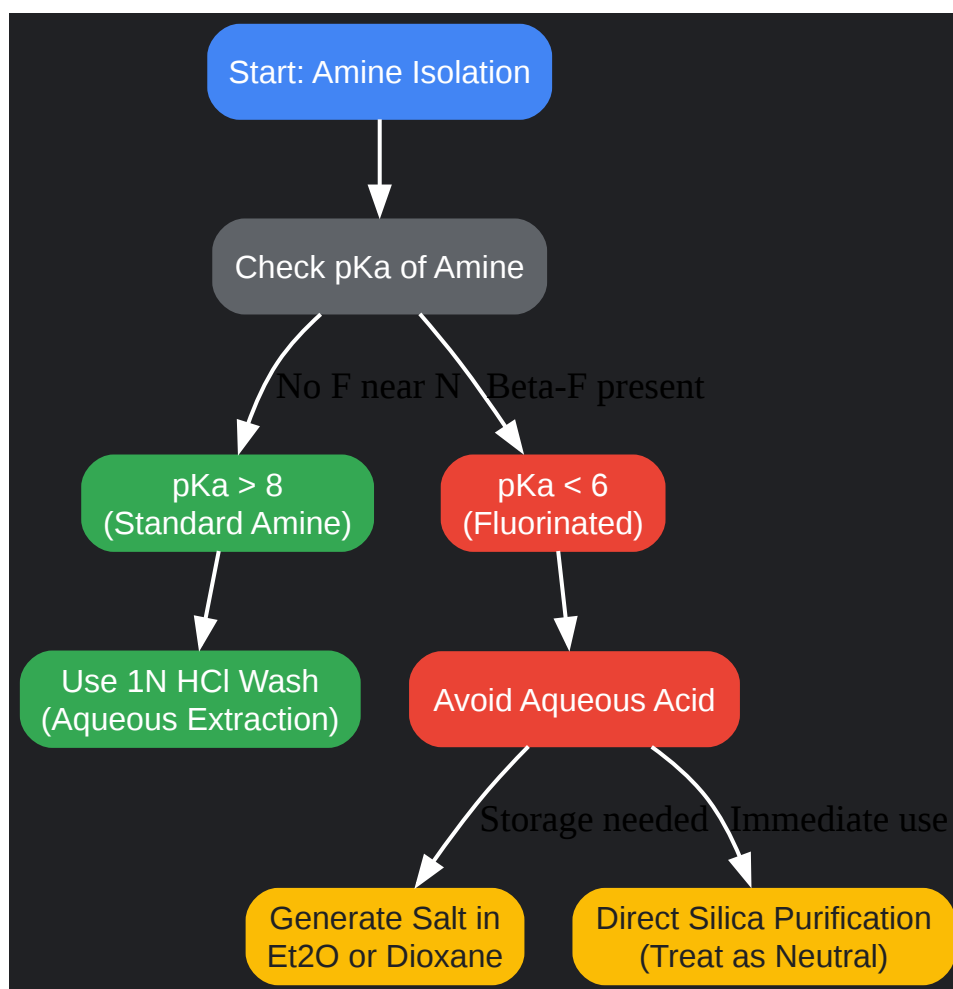 Start: Amine Isolation
Check pKa of Amine
No F near N
Beta-F present
pKa > 8
(Standard Amine)
pKa < 6
(Fluorinated)
Use 1N HCl Wash
(Aqueous Extraction)
Avoid Aqueous Acid
Storage needed
Immediate use
Generate Salt in
Et2O or Dioxane
Direct Silica Purification
(Treat as Neutral)